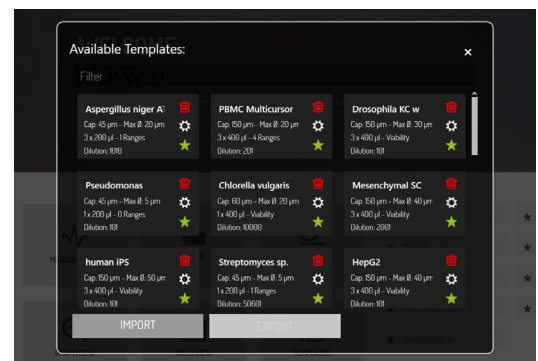 Available Templates:
×
Filter
Aspergillus niger
Cap: 45 µm - Max Ø: 20 µm
3 x 200 µl - 1 Ranges
Dilution: 1010
PBMC Multicursor
Cap: 150 µm - Max Ø: 20 µm
3 x 400 µl - 4 Ranges
Dilution: 201
Drosophila KC w
Cap: 150 µm - Max Ø: 30 µm
3 x 400 µl - Viability
Dilution: 101
Pseudomonas
Cap: 45 µm - Max Ø: 5 µm
1 x 200 µl - 0 Ranges
Dilution: 101
Chlorella vulgaris
Cap: 60 µm - Max Ø: 20 µm
1 x 400 µl - Viability
Dilution: 10000
Mesenchymal SC
Cap: 150 µm - Max Ø: 40 µm
3 x 400 µl - Viability
Dilution: 2001
human iPS
Cap: 150 µm - Max Ø: 50 µm
3 x 400 µl - Viability
Dilution: 101
Streptomyces sp.
Cap: 45 µm - Max Ø: 5 µm
1 x 200 µl - 1 Ranges
Dilution: 50601
HepG2
Cap: 150 µm - Max Ø: 40 µm
3 x 400 µl - Viability
Dilution: 101
IMPORT
EXPORT